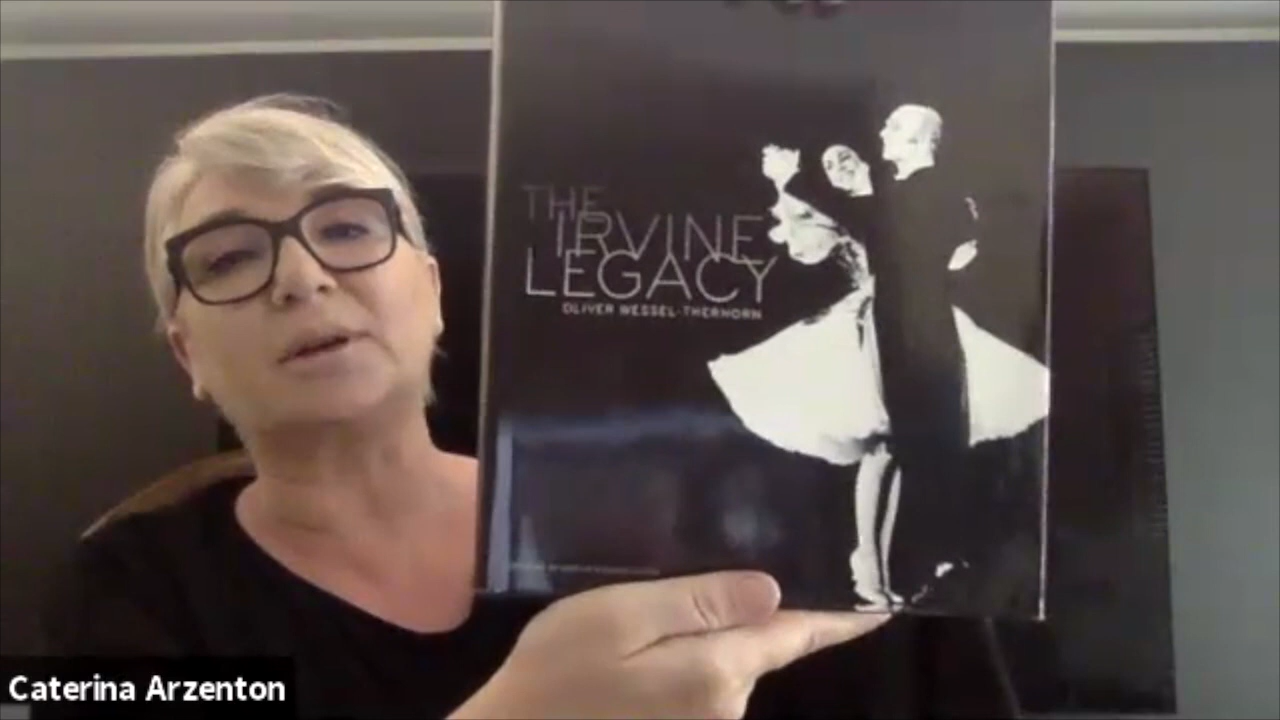 THE
IRVINE
LEGACY
OLIVER WESSEL-THERHORN
Caterina Arzenton